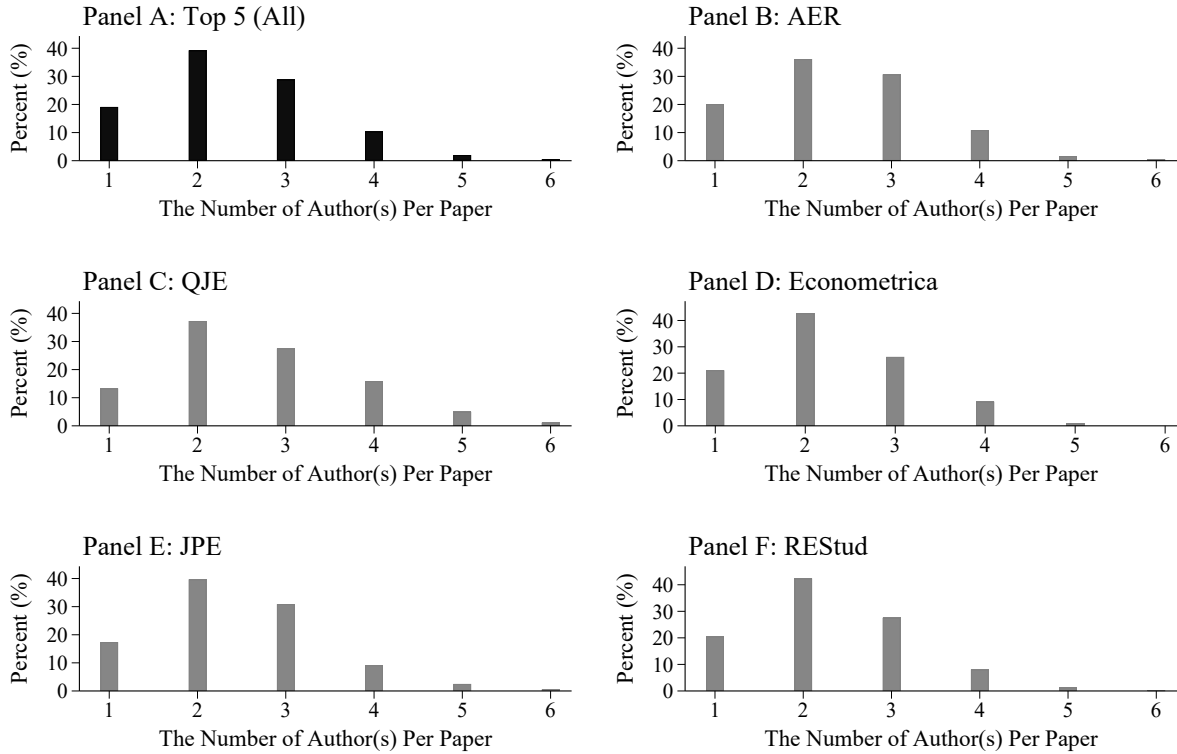 Panel A: Top 5 (All)
Percent (%)
40
30
20
10
0
1 2 3 4 5 6
The Number of Author(s) Per Paper
Panel B: AER
Percent (%)
40
30
20
10
0
1 2 3 4 5 6
The Number of Author(s) Per Paper
Panel C: QJE
Percent (%)
40
30
20
10
0
1 2 3 4 5 6
The Number of Author(s) Per Paper
Panel D: Econometrica
Percent (%)
40
30
20
10
0
1 2 3 4 5 6
The Number of Author(s) Per Paper
Panel E: JPE
Percent (%)
40
30
20
10
0
1 2 3 4 5 6
The Number of Author(s) Per Paper
Panel F: REStud
Percent (%)
40
30
20
10
0
1 2 3 4 5 6
The Number of Author(s) Per Paper